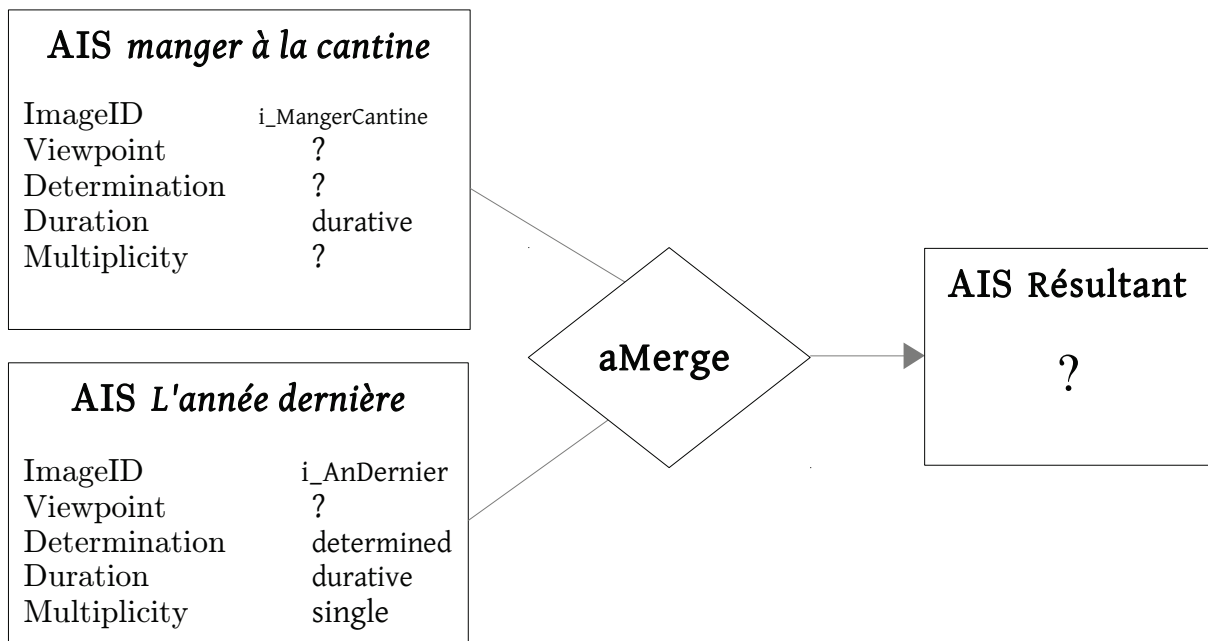 AIS manger à la cantine
ImageID i_MangerCantine
Viewpoint ?
Determination ?
Duration durative
Multiplicity ?
AIS L'année dernière
ImageID i_AnDernier
Viewpoint ?
Determination determined
Duration durative
Multiplicity single
aMerge
AIS Résultant
?